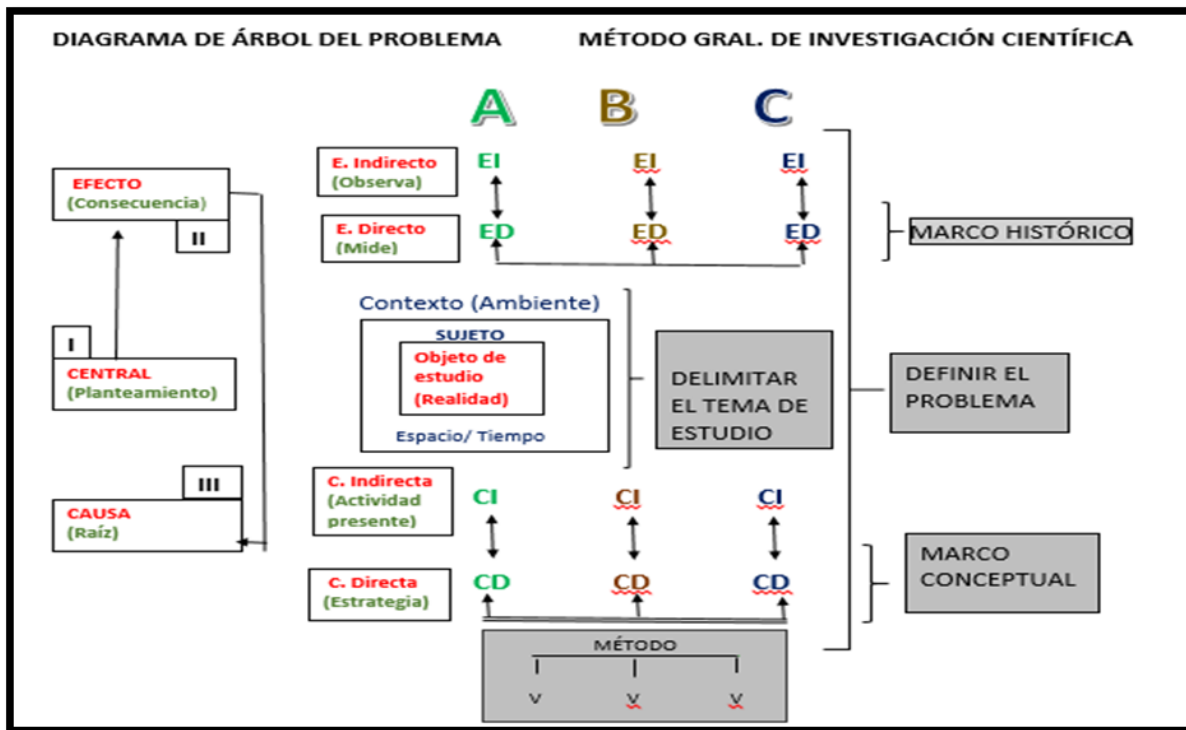 DIAGRAMA DE ÁRBOL DEL PROBLEMA
MÉTODO GRAL. DE INVESTIGACIÓN CIENTÍFICA
A B C
E. Indirecto
(Observa)
EI EI EI
EFECTO
(Consecuencia)
II
E. Directo
(Mide)
ED ED ED
MARCO HISTÓRICO
Contexto (Ambiente)
SUJETO
Objeto de
estudio
(Realidad)
Espacio/ Tiempo
I
CENTRAL
(Planteamiento)
DELIMITAR
EL TEMA DE
ESTUDIO
DEFINIR EL
PROBLEMA
III
CAUSA
(Raíz)
C. Indirecta
(Actividad
presente)
CI CI CI
C. Directa
(Estrategia)
CD CD CD
MARCO
CONCEPTUAL
MÉTODO
V V V